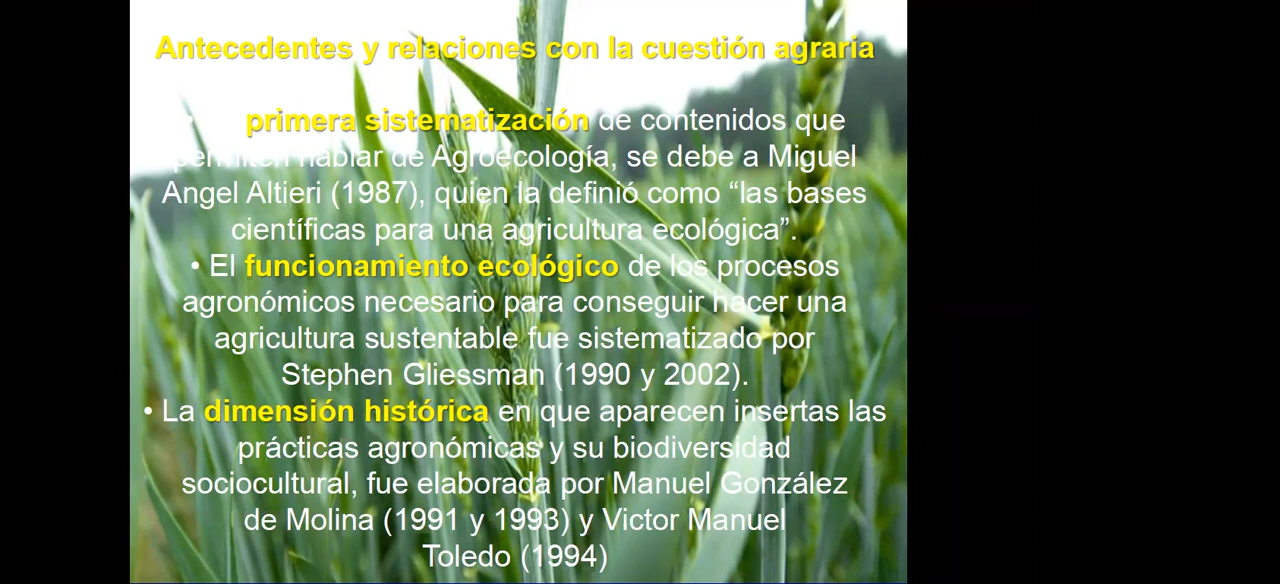 Antecedentes y relaciones con la cuestión agraria
• primera sistematización de contenidos que
permiten hablar de Agroecología, se debe a Miguel
Angel Altieri (1987), quien la definió como “las bases
científicas para una agricultura ecológica”.
• El funcionamiento ecológico de los procesos
agronómicos necesario para conseguir hacer una
agricultura sustentable fue sistematizado por
Stephen Gliessman (1990 y 2002).
• La dimensión histórica en que aparecen insertas las
prácticas agronómicas y su biodiversidad
sociocultural, fue elaborada por Manuel González
de Molina (1991 y 1993) y Victor Manuel
Toledo (1994)